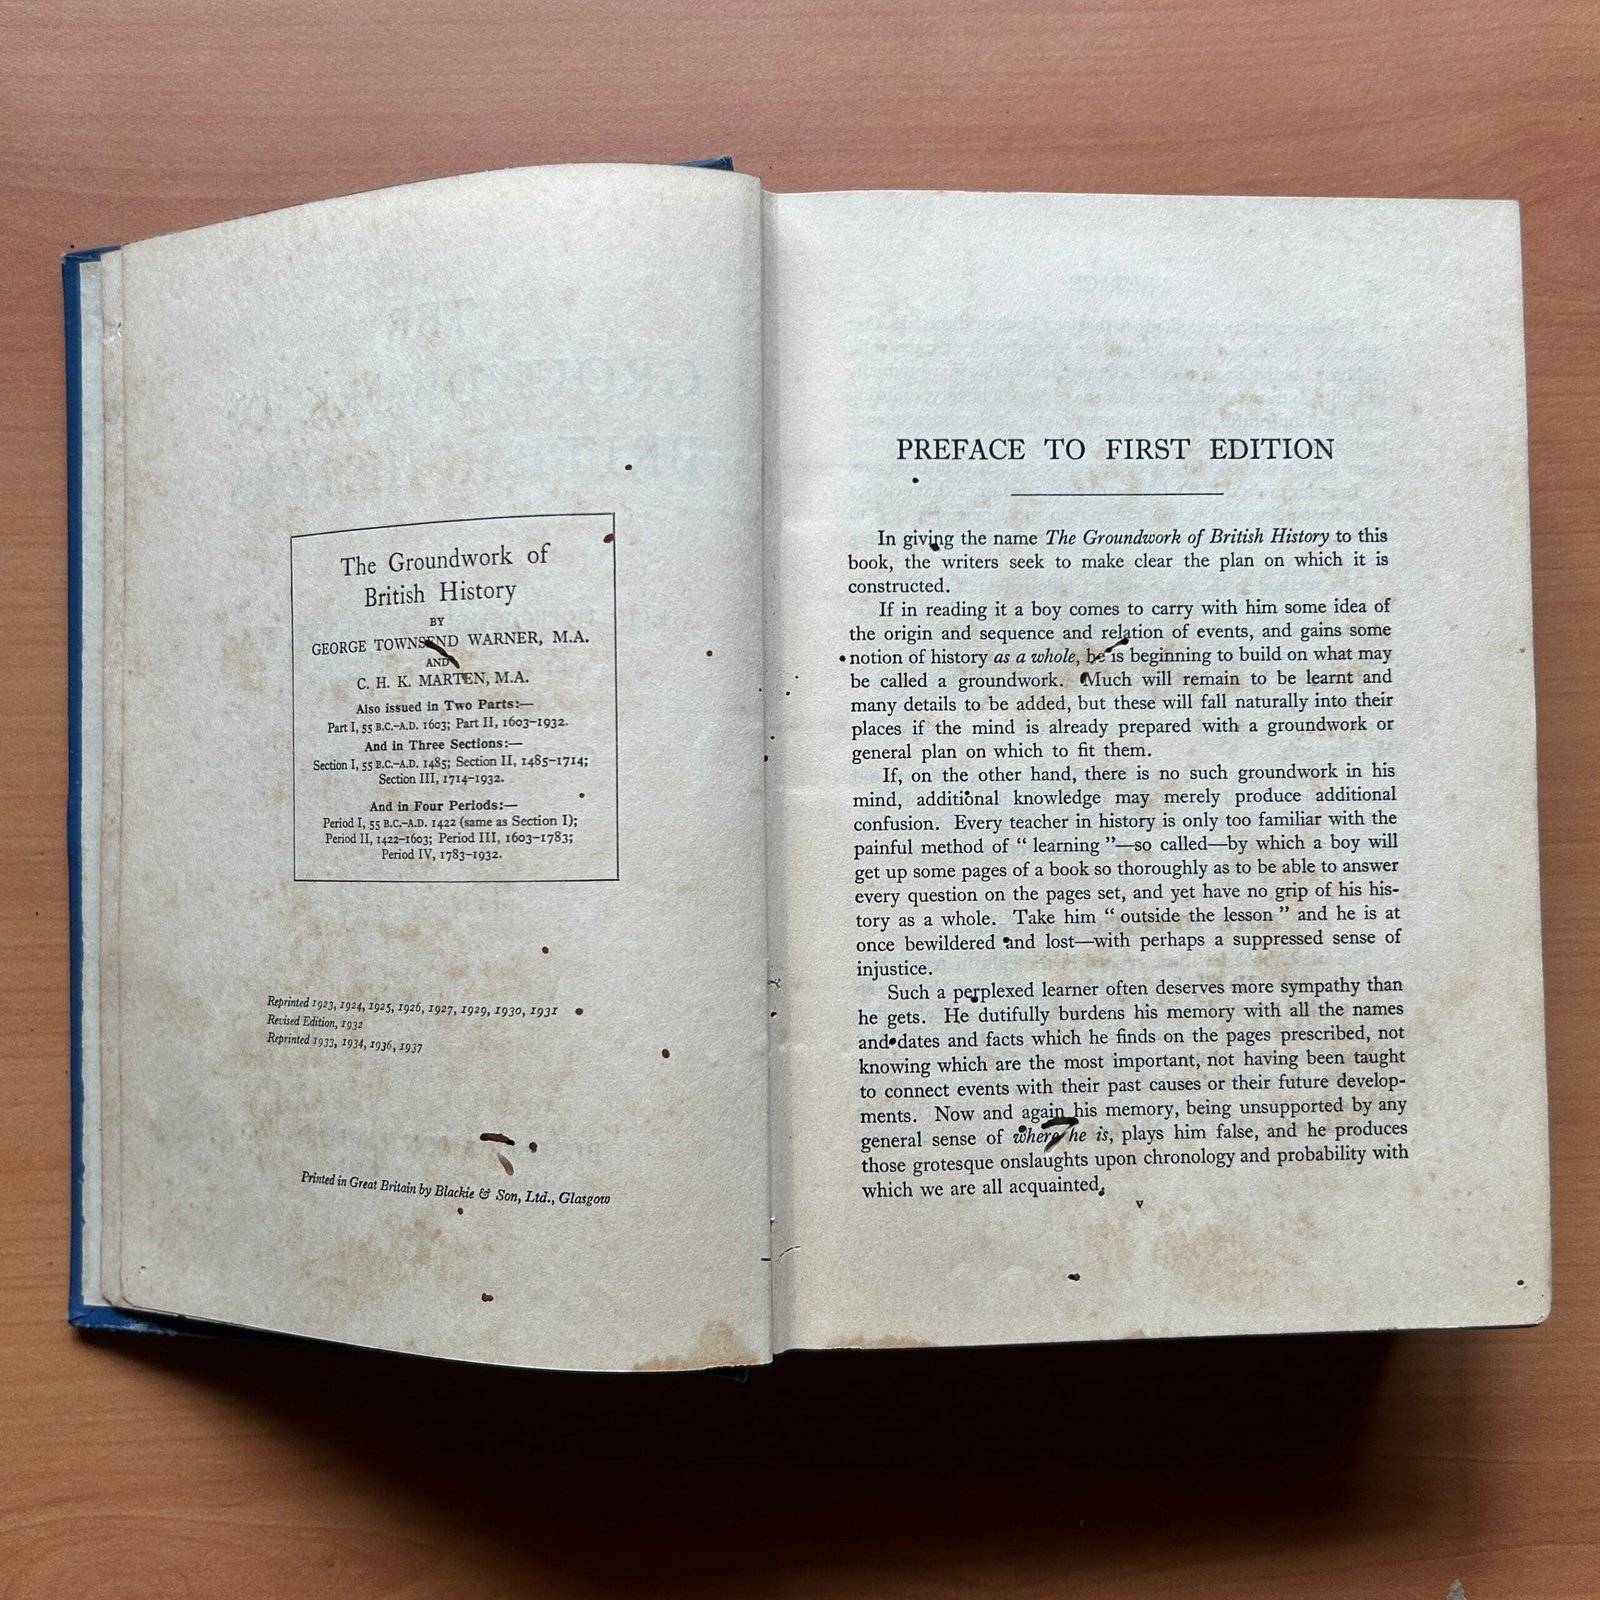 The Groundwork of
British History
BY
GEORGE TOWNSEND WARNER, M.A.
AND
C. H. K. MARTEN, M.A.
Also issued in Two Parts:—
Part I, 55 B.C.–A.D. 1603; Part II, 1603–1932.
And in Three Sections:—
Section I, 55 B.C.–A.D. 1485; Section II, 1485–1714;
Section III, 1714–1932.
And in Four Periods:—
Period I, 55 B.C.–A.D. 1422 (same as Section I);
Period II, 1422–1603; Period III, 1603–1783;
Period IV, 1783–1932.
Reprinted 1923, 1924, 1925, 1926, 1927, 1929, 1930, 1931
Revised Edition, 1932
Reprinted 1933, 1934, 1936, 1937
Printed in Great Britain by Blackie & Son, Ltd., Glasgow
PREFACE TO FIRST EDITION
In giving the name The Groundwork of British History to this
book, the writers seek to make clear the plan on which it is
constructed.
If in reading it a boy comes to carry with him some idea of
the origin and sequence and relation of events, and gains some
notion of history as a whole, he is beginning to build on what may
be called a groundwork. Much will remain to be learnt and
many details to be added, but these will fall naturally into their
places if the mind is already prepared with a groundwork or
general plan on which to fit them.
If, on the other hand, there is no such groundwork in his
mind, additional knowledge may merely produce additional
confusion. Every teacher in history is only too familiar with the
painful method of “ learning ”—so called—by which a boy will
get up some pages of a book so thoroughly as to be able to answer
every question on the pages set, and yet have no grip of his his-
tory as a whole. Take him “ outside the lesson ” and he is at
once bewildered and lost—with perhaps a suppressed sense of
injustice.
Such a perplexed learner often deserves more sympathy than
he gets. He dutifully burdens his memory with all the names
and dates and facts which he finds on the pages prescribed, not
knowing which are the most important, not having been taught
to connect events with their past causes or their future develop-
ments. Now and again his memory, being unsupported by any
general sense of where he is, plays him false, and he produces
those grotesque onslaughts upon chronology and probability with
which we are all acquainted.
v